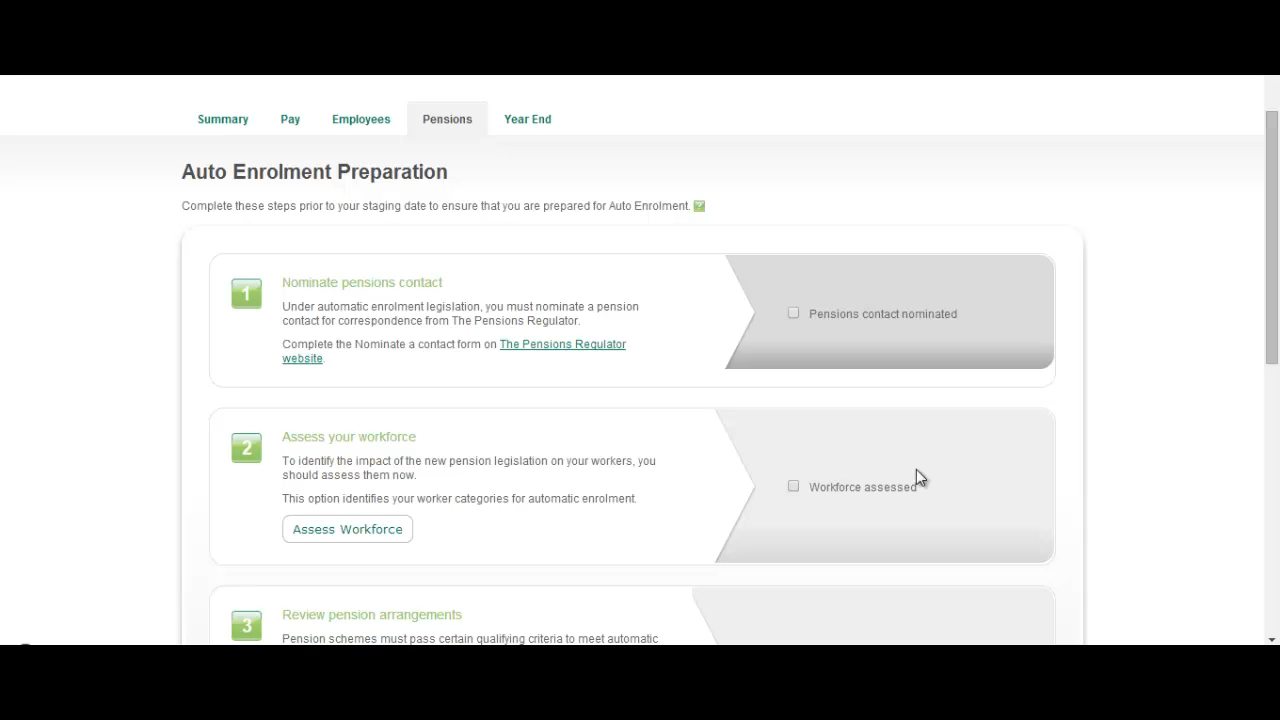 Summary Pay Employees Pensions Year End
Auto Enrolment Preparation
Complete these steps prior to your staging date to ensure that you are prepared for Auto Enrolment. ?
1 Nominate pensions contact
Under automatic enrolment legislation, you must nominate a pension
contact for correspondence from The Pensions Regulator.
Complete the Nominate a contact form on The Pensions Regulator
website.
Pensions contact nominated
2 Assess your workforce
To identify the impact of the new pension legislation on your workers, you
should assess them now.
This option identifies your worker categories for automatic enrolment.
Assess Workforce
Workforce assessed
3 Review pension arrangements
Pension schemes must pass certain qualifying criteria to meet automatic